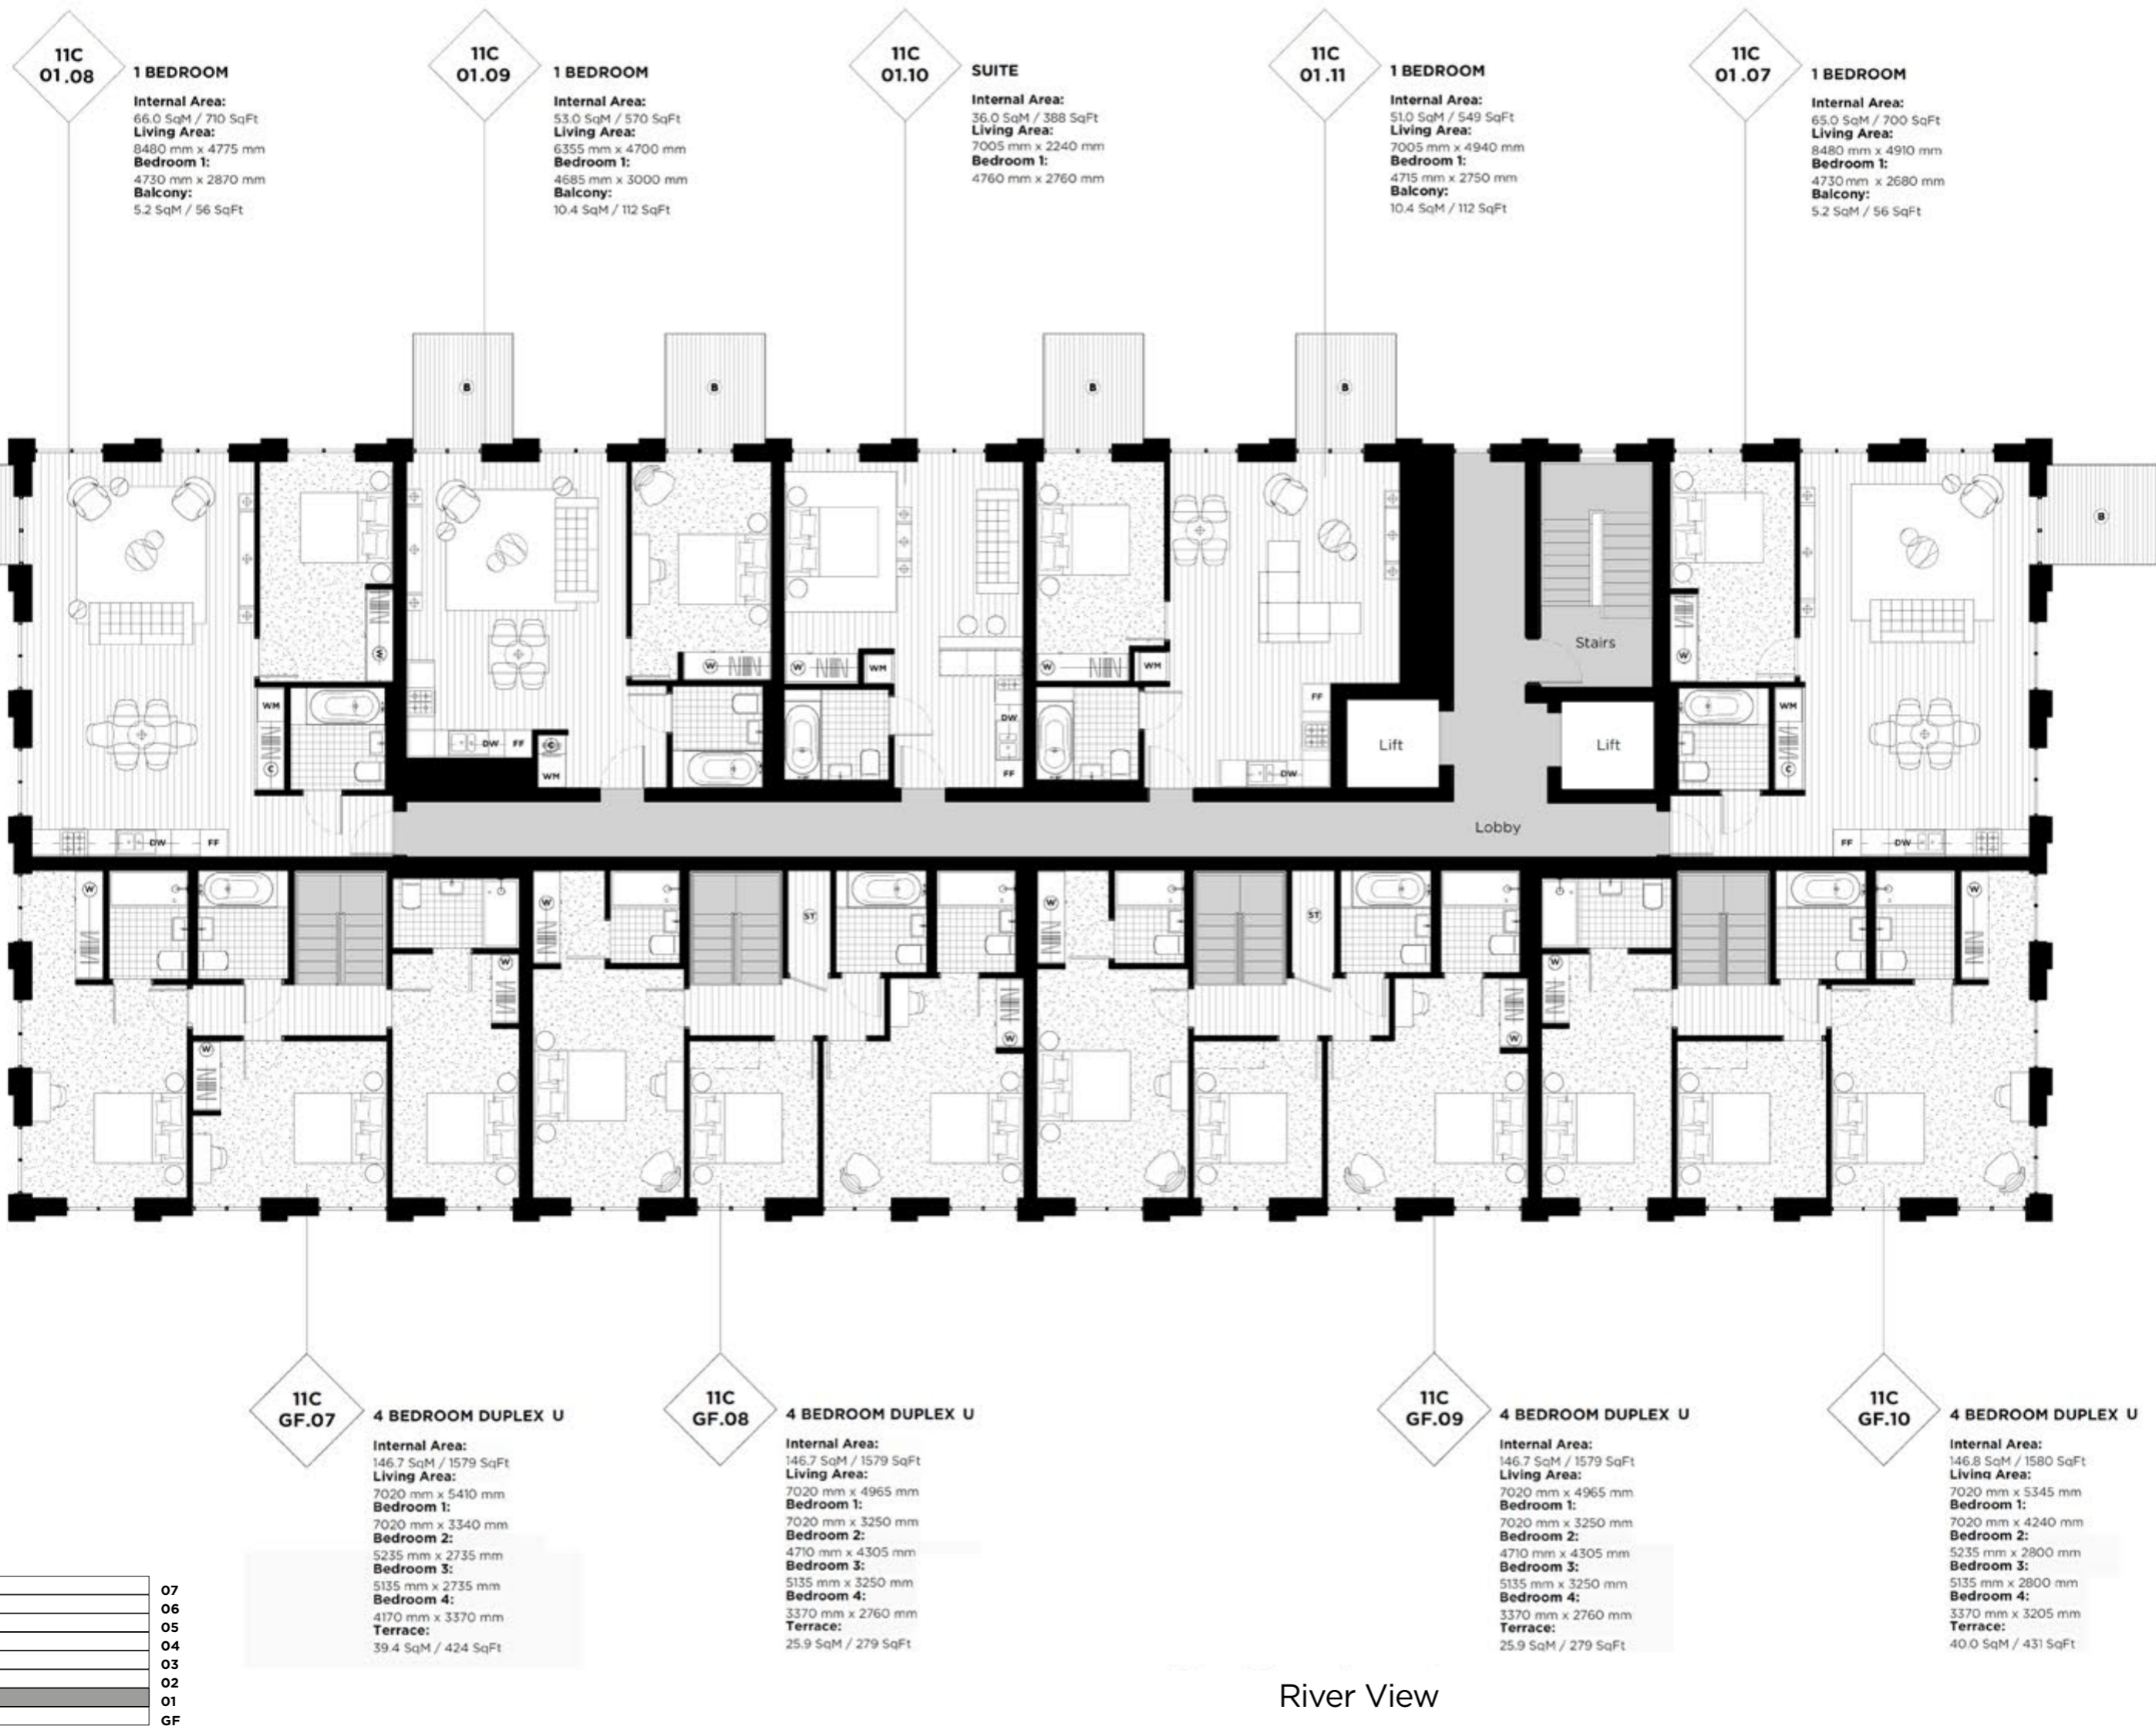 11C
01.08
1 BEDROOM
Internal Area:
66.0 SqM / 710 SqFt
Living Area:
8480 mm x 4775 mm
Bedroom 1:
4730 mm x 2870 mm
Balcony:
5.2 SqM / 56 SqFt
11C
01.09
1 BEDROOM
Internal Area:
53.0 SqM / 570 SqFt
Living Area:
6355 mm x 4700 mm
Bedroom 1:
4685 mm x 3000 mm
Balcony:
10.4 SqM / 112 SqFt
11C
01.10
SUITE
Internal Area:
36.0 SqM / 388 SqFt
Living Area:
7005 mm x 2240 mm
Bedroom 1:
4760 mm x 2760 mm
11C
01.11
1 BEDROOM
Internal Area:
51.0 SqM / 549 SqFt
Living Area:
7005 mm x 4940 mm
Bedroom 1:
4715 mm x 2750 mm
Balcony:
10.4 SqM / 112 SqFt
11C
01.07
1 BEDROOM
Internal Area:
65.0 SqM / 700 SqFt
Living Area:
8480 mm x 4910 mm
Bedroom 1:
4730 mm x 2680 mm
Balcony:
5.2 SqM / 56 SqFt
B
B
B
B
B
Stairs
W
W
W
W
W
WM
WM
WM
FF
WM
DW
C
DW
FF
C
WM
DW
FF
Lift
DW
Lift
C
Lobby
DW
FF
FF
DW
W
W
ST
W
ST
W
W
W
W
W
W
W
11C
GF.07
4 BEDROOM DUPLEX U
Internal Area:
146.7 SqM / 1579 SqFt
Living Area:
7020 mm x 5410 mm
Bedroom 1:
7020 mm x 3340 mm
Bedroom 2:
5235 mm x 2735 mm
Bedroom 3:
5135 mm x 2735 mm
Bedroom 4:
4170 mm x 3370 mm
Terrace:
39.4 SqM / 424 SqFt
11C
GF.08
4 BEDROOM DUPLEX U
Internal Area:
146.7 SqM / 1579 SqFt
Living Area:
7020 mm x 4965 mm
Bedroom 1:
7020 mm x 3250 mm
Bedroom 2:
4710 mm x 4305 mm
Bedroom 3:
5135 mm x 3250 mm
Bedroom 4:
3370 mm x 2760 mm
Terrace:
25.9 SqM / 279 SqFt
11C
GF.09
4 BEDROOM DUPLEX U
Internal Area:
146.7 SqM / 1579 SqFt
Living Area:
7020 mm x 4965 mm
Bedroom 1:
7020 mm x 3250 mm
Bedroom 2:
4710 mm x 4305 mm
Bedroom 3:
5135 mm x 3250 mm
Bedroom 4:
3370 mm x 2760 mm
Terrace:
25.9 SqM / 279 SqFt
11C
GF.10
4 BEDROOM DUPLEX U
Internal Area:
146.8 SqM / 1580 SqFt
Living Area:
7020 mm x 5345 mm
Bedroom 1:
7020 mm x 4240 mm
Bedroom 2:
5235 mm x 2800 mm
Bedroom 3:
5135 mm x 2800 mm
Bedroom 4:
3370 mm x 3205 mm
Terrace:
40.0 SqM / 431 SqFt
07
06
05
04
03
02
01
GF
River View